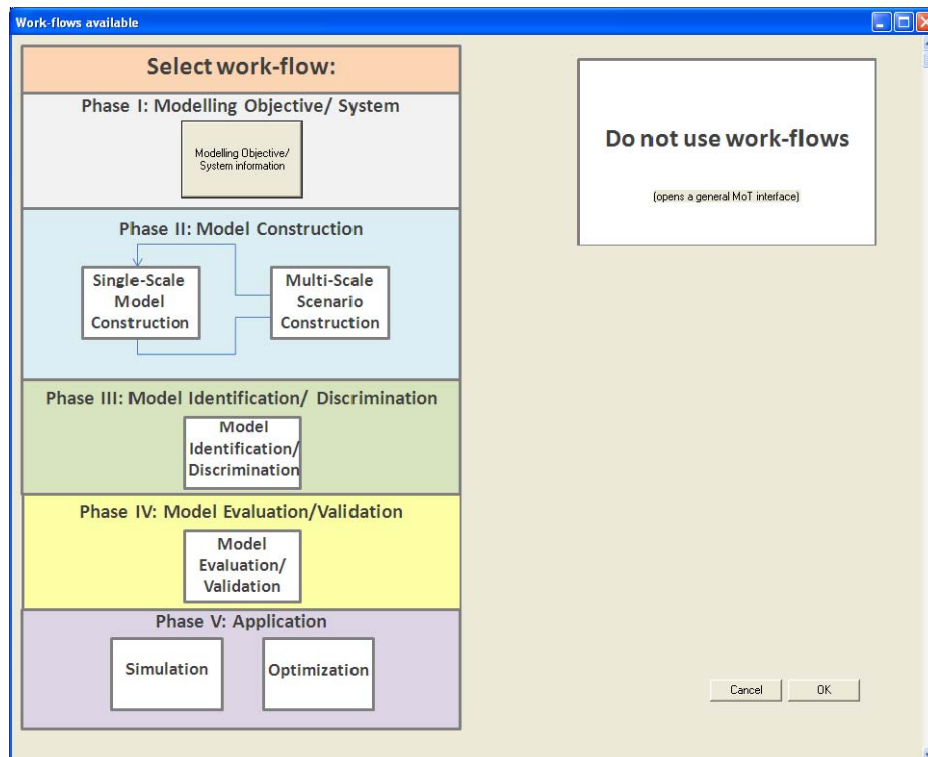 Work-flows available
Select work-flow:
Phase I: Modelling Objective/ System
Modelling Objective/
System information
Phase II: Model Construction
Single-Scale
Model
Construction
Multi-Scale
Scenario
Construction
Phase III: Model Identification/ Discrimination
Model
Identification/
Discrimination
Phase IV: Model Evaluation/Validation
Model
Evaluation/
Validation
Phase V: Application
Simulation
Optimization
Do not use work-flows
(opens a general MoT interface)
Cancel
OK